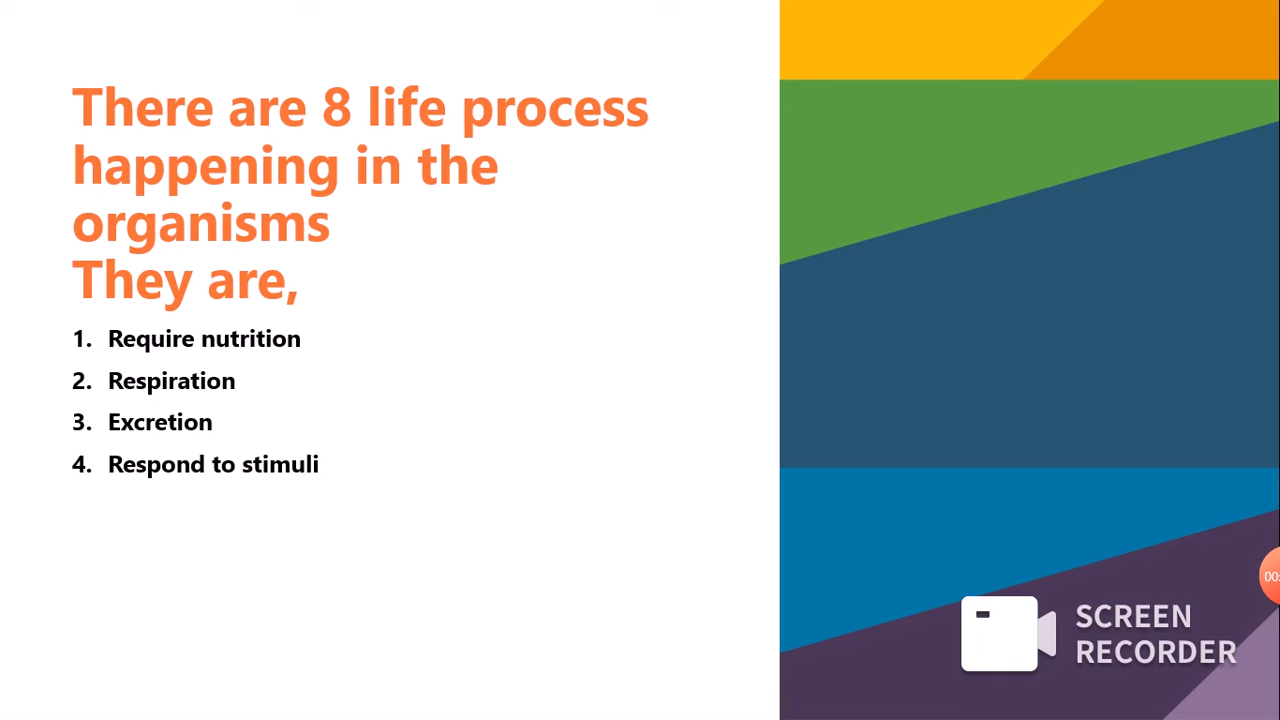 There are 8 life process
happening in the
organisms
They are,
1. Require nutrition
2. Respiration
3. Excretion
4. Respond to stimuli
00:
SCREEN
RECORDER